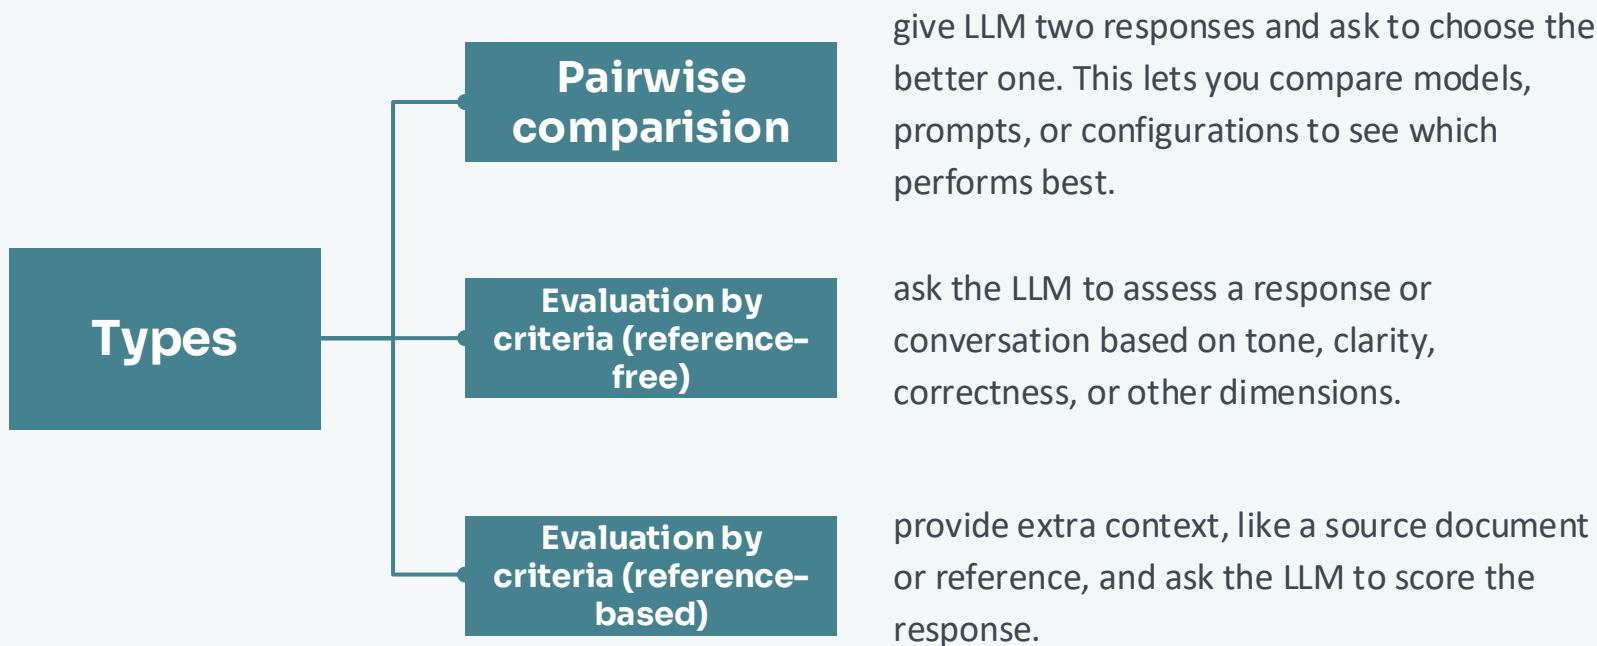 Types
Pairwise
comparision
give LLM two responses and ask to choose the
better one. This lets you compare models,
prompts, or configurations to see which
performs best.
Evaluation by
criteria (reference-
free)
ask the LLM to assess a response or
conversation based on tone, clarity,
correctness, or other dimensions.
Evaluation by
criteria (reference-
based)
provide extra context, like a source document
or reference, and ask the LLM to score the
response.